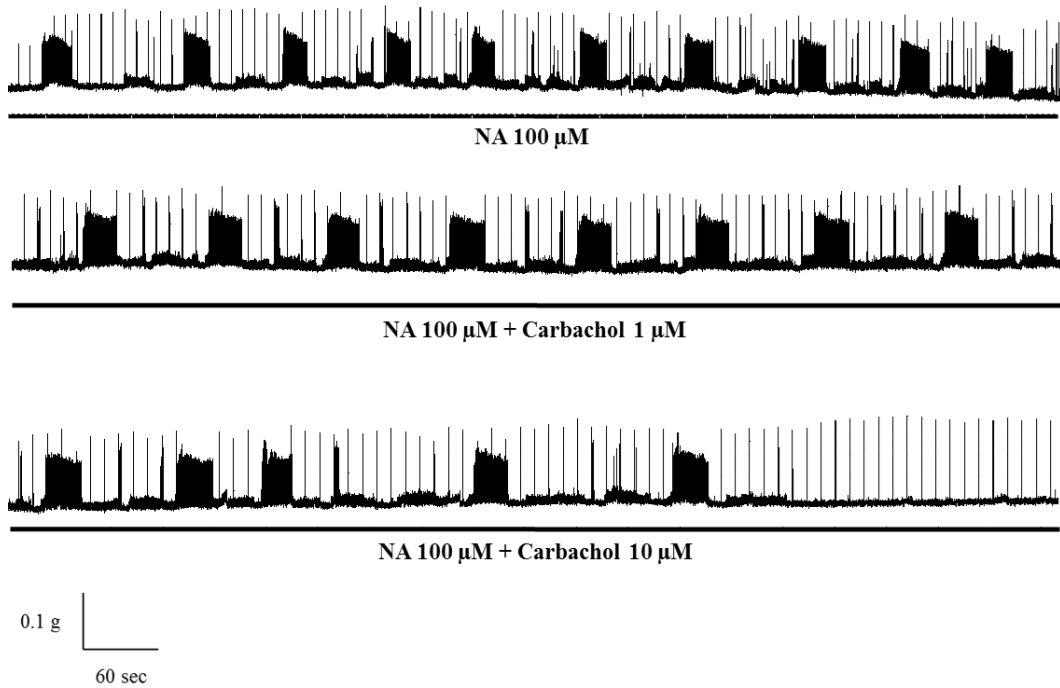 NA 100 µM
NA 100 µM + Carbachol 1 µM
NA 100 µM + Carbachol 10 µM
0.1 g
60 sec